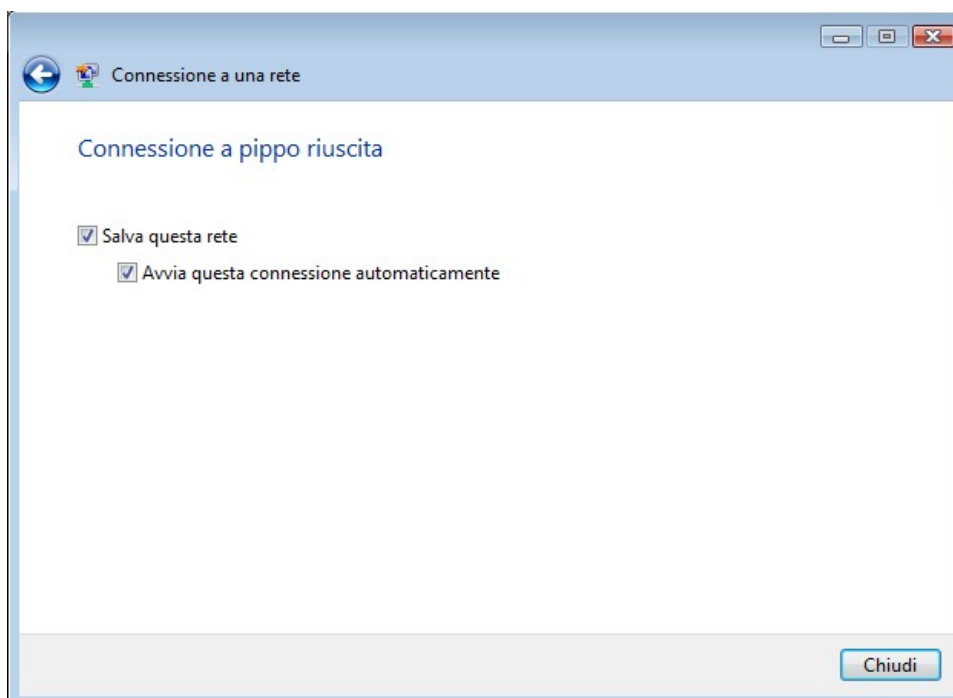 Connessione a una rete
Connessione a pippo riuscita
Salva questa rete
Avvia questa connessione automaticamente
Chiudi